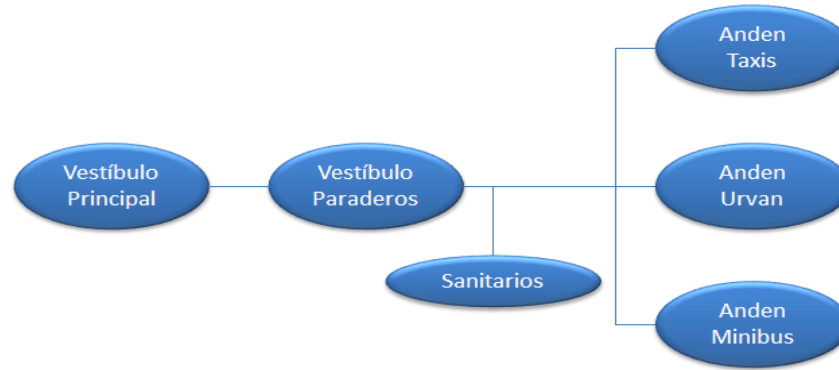 Anden
Taxis
Vestíbulo
Principal
Vestíbulo
Paraderos
Anden
Urvan
Sanitarios
Anden
Minibus